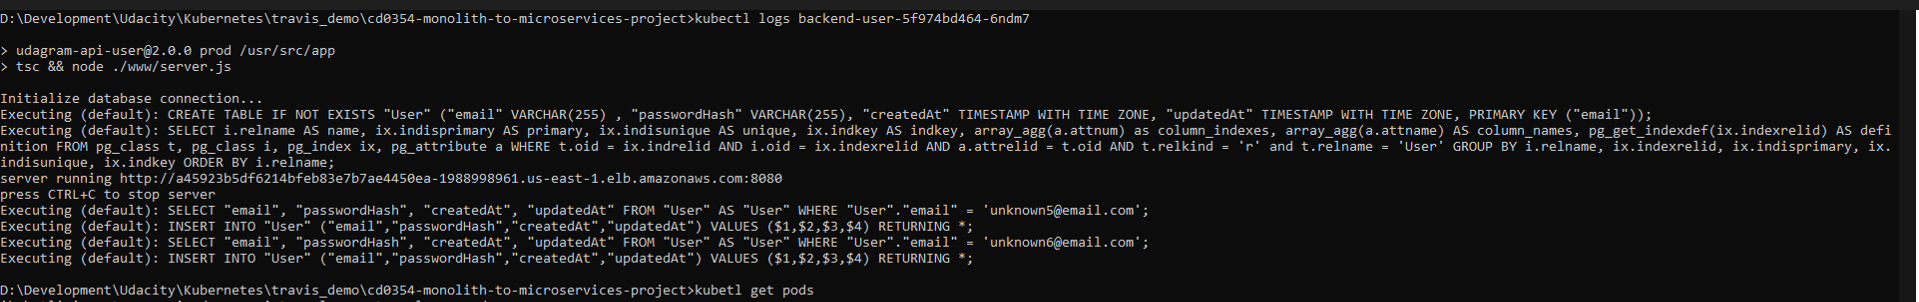 D:\Development\Udacity\Kubernetes\travis_demo\cd0354-monolith-to-microservices-project>kubectl logs backend-user-5f974bd464-6ndm7
> udagram-api-user@2.0.0 prod /usr/src/app
> tsc && node ./www/server.js
Initialize database connection...
Executing (default): CREATE TABLE IF NOT EXISTS "User" ("email" VARCHAR(255) , "passwordHash" VARCHAR(255), "createdAt" TIMESTAMP WITH TIME ZONE, "updatedAt" TIMESTAMP WITH TIME ZONE, PRIMARY KEY ("email"));
Executing (default): SELECT i.relname AS name, ix.indisprimary AS primary, ix.indisunique AS unique, ix.indkey AS indkey, array_agg(a.attnum) as column_indexes, array_agg(a.attname) AS column_names, pg_get_indexdef(ix.indexrelid) AS defi
nition FROM pg_class t, pg_class i, pg_index ix, pg_attribute a WHERE t.oid = ix.indrelid AND i.oid = ix.indexrelid AND a.attrelid = t.oid AND t.relkind = 'r' and t.relname = 'User' GROUP BY i.relname, ix.indexrelid, ix.indisprimary, ix.
indisunique, ix.indkey ORDER BY i.relname;
server running http://a45923b5df6214bfeb83e7b7ae4450ea-1988998961.us-east-1.elb.amazonaws.com:8080
press CTRL+C to stop server
Executing (default): SELECT "email", "passwordHash", "createdAt", "updatedAt" FROM "User" AS "User" WHERE "User"."email" = 'unknown5@email.com';
Executing (default): INSERT INTO "User" ("email","passwordHash","createdAt","updatedAt") VALUES ($1,$2,$3,$4) RETURNING *;
Executing (default): SELECT "email", "passwordHash", "createdAt", "updatedAt" FROM "User" AS "User" WHERE "User"."email" = 'unknown6@email.com';
Executing (default): INSERT INTO "User" ("email","passwordHash","createdAt","updatedAt") VALUES ($1,$2,$3,$4) RETURNING *;
D:\Development\Udacity\Kubernetes\travis_demo\cd0354-monolith-to-microservices-project>kubetl get pods